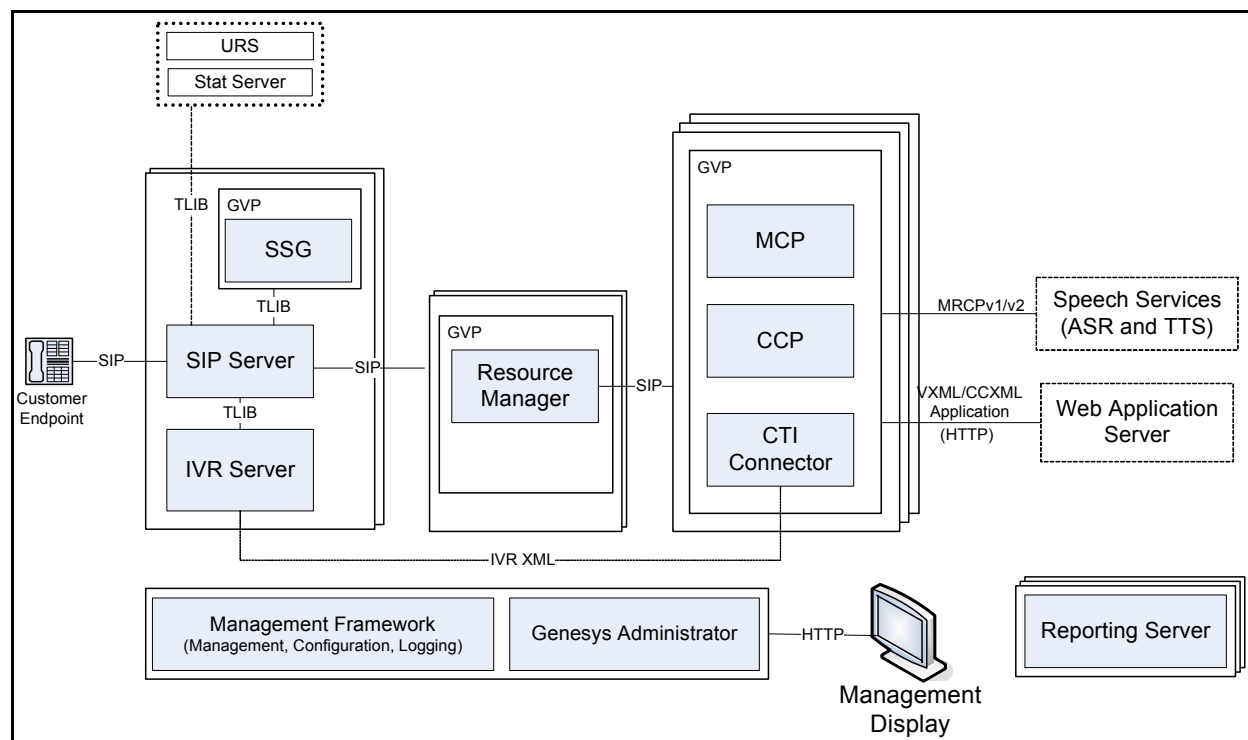 URS
Stat Server
TLIB
GVP
SSG
TLIB
SIP Server
TLIB
IVR Server
SIP
Customer
Endpoint
SIP
GVP
Resource
Manager
SIP
GVP
MCP
CCP
CTI
Connector
MRCPv1/v2
Speech Services
(ASR and TTS)
VXML/CCXML
Application
(HTTP)
Web Application
Server
IVR XML
Management Framework
(Management, Configuration, Logging)
Genesys Administrator
HTTP
Management
Display
Reporting Server